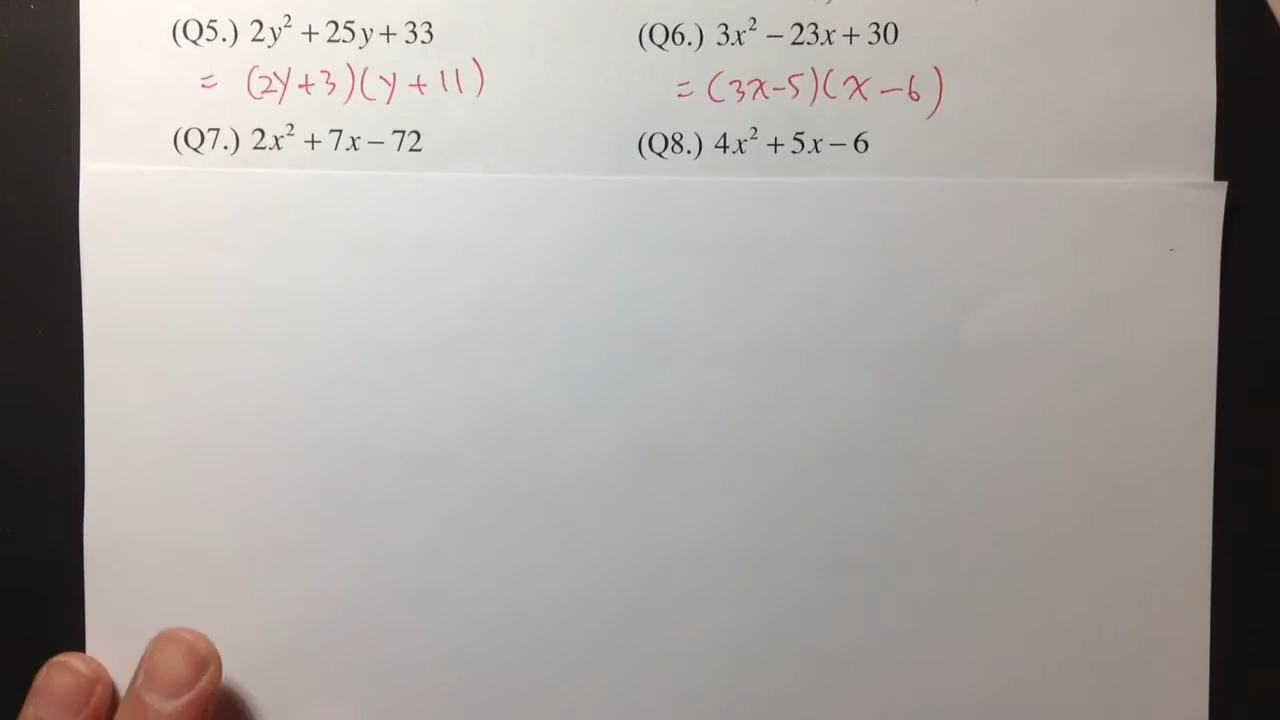 (Q5.) 2y² + 25y + 33
= (2y+3)(y+11)
(Q6.) 3x² − 23x + 30
= (3x−5)(x−6)
(Q7.) 2x² + 7x − 72
(Q8.) 4x² + 5x − 6